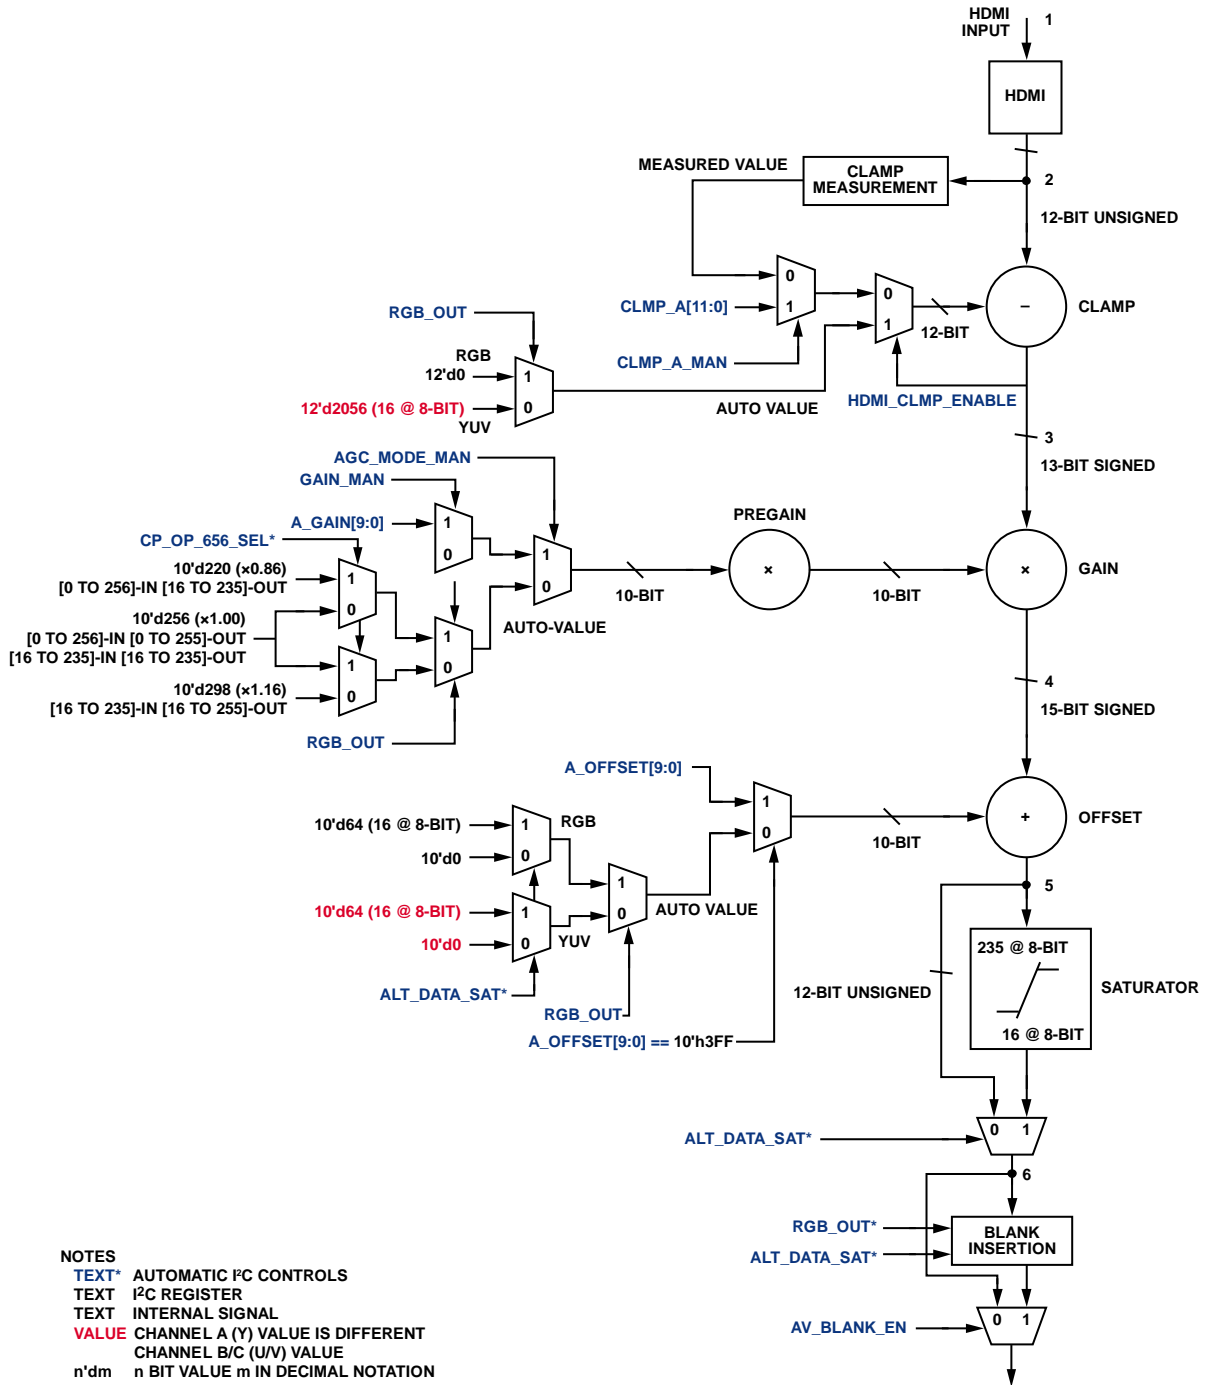 HDMI
INPUT
1
HDMI
MEASURED VALUE
CLAMP
MEASUREMENT
2
12-BIT UNSIGNED
0
1
CLMP_A[11:0]
CLMP_A_MAN
0
1
12-BIT
−
CLAMP
HDMI_CLMP_ENABLE
RGB_OUT
RGB
12'd0
1
12'd2056 (16 @ 8-BIT)
0
YUV
AUTO VALUE
3
13-BIT SIGNED
AGC_MODE_MAN
GAIN_MAN
A_GAIN[9:0]
1
0
CP_OP_656_SEL*
10'd220 (×0.86)
[0 TO 256]-IN [16 TO 235]-OUT
1
0
10'd256 (×1.00)
[0 TO 256]-IN [0 TO 255]-OUT
[16 TO 235]-IN [16 TO 235]-OUT
1
0
10'd298 (×1.16)
[16 TO 235]-IN [16 TO 255]-OUT
1
0
RGB_OUT
1
0
AUTO-VALUE
10-BIT
PREGAIN
×
10-BIT
×
GAIN
4
15-BIT SIGNED
A_OFFSET[9:0]
1
0
10-BIT
+
OFFSET
10'd64 (16 @ 8-BIT)
1
RGB
10'd0
0
10'd64 (16 @ 8-BIT)
1
10'd0
0
YUV
1
0
AUTO VALUE
ALT_DATA_SAT*
RGB_OUT
A_OFFSET[9:0] == 10'h3FF
5
235 @ 8-BIT
16 @ 8-BIT
SATURATOR
12-BIT UNSIGNED
0 1
ALT_DATA_SAT*
6
RGB_OUT*
ALT_DATA_SAT*
BLANK
INSERTION
0 1
AV_BLANK_EN
NOTES
TEXT* AUTOMATIC I²C CONTROLS
TEXT I²C REGISTER
TEXT INTERNAL SIGNAL
VALUE CHANNEL A (Y) VALUE IS DIFFERENT
CHANNEL B/C (U/V) VALUE
n'dm n BIT VALUE m IN DECIMAL NOTATION